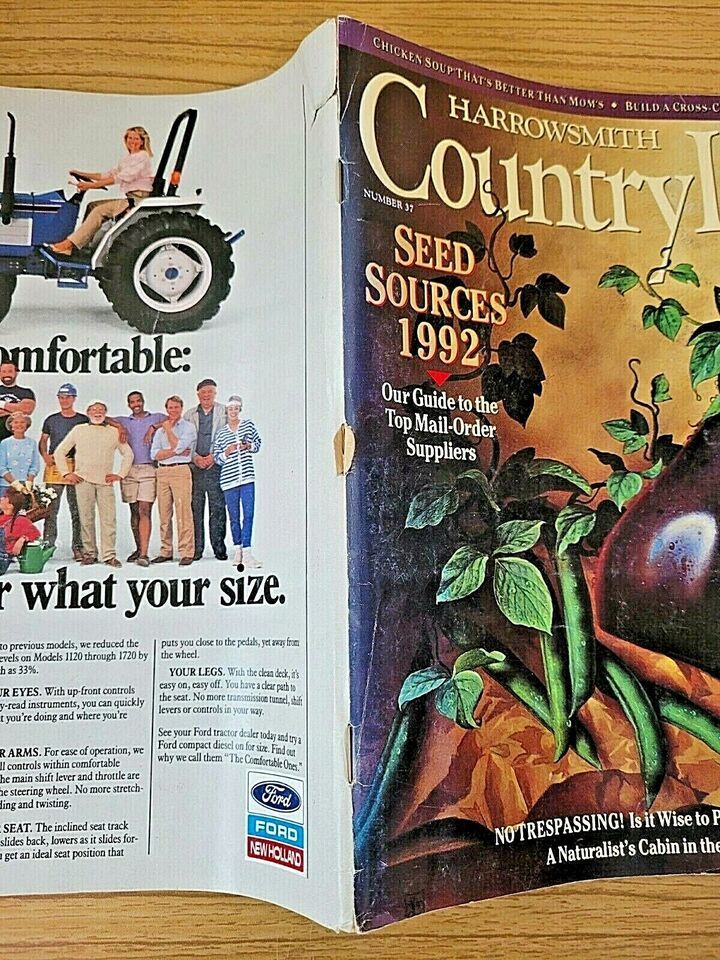 omfortable:
what your size.
to previous models, we reduced the
evels on Models 1120 through 1720 by
as 33%.
EYES. With up-front controls
y-read instruments, you can quickly
t you're doing and where you're
ARMS. For ease of operation, we
controls within comfortable
he main shift lever and throttle are
he steering wheel. No more stretch-
ding and twisting.
SEAT. The inclined seat track
slides back, lowers as it slides for-
get an ideal seat position that
puts you close to the pedals, yet away from
the wheel.
YOUR LEGS. With the clean deck, it's
easy on, easy off. You have a clear path to
the seat. No more transmission tunnel, shift
levers or controls in your way.
See your Ford tractor dealer today and try a
Ford compact diesel on for size. Find out
why we call them "The Comfortable Ones."
Ford
FORD
NEW HOLLAND
CHICKEN SOUP THAT'S BETTER THAN MOM'S • BUILD A CROSS-C
HARROWSMITH
Country L
NUMBER 37
SEED
SOURCES
1992
Our Guide to the
Top Mail-Order
Suppliers
NO TRESPASSING! Is it Wise to P
A Naturalist's Cabin in the